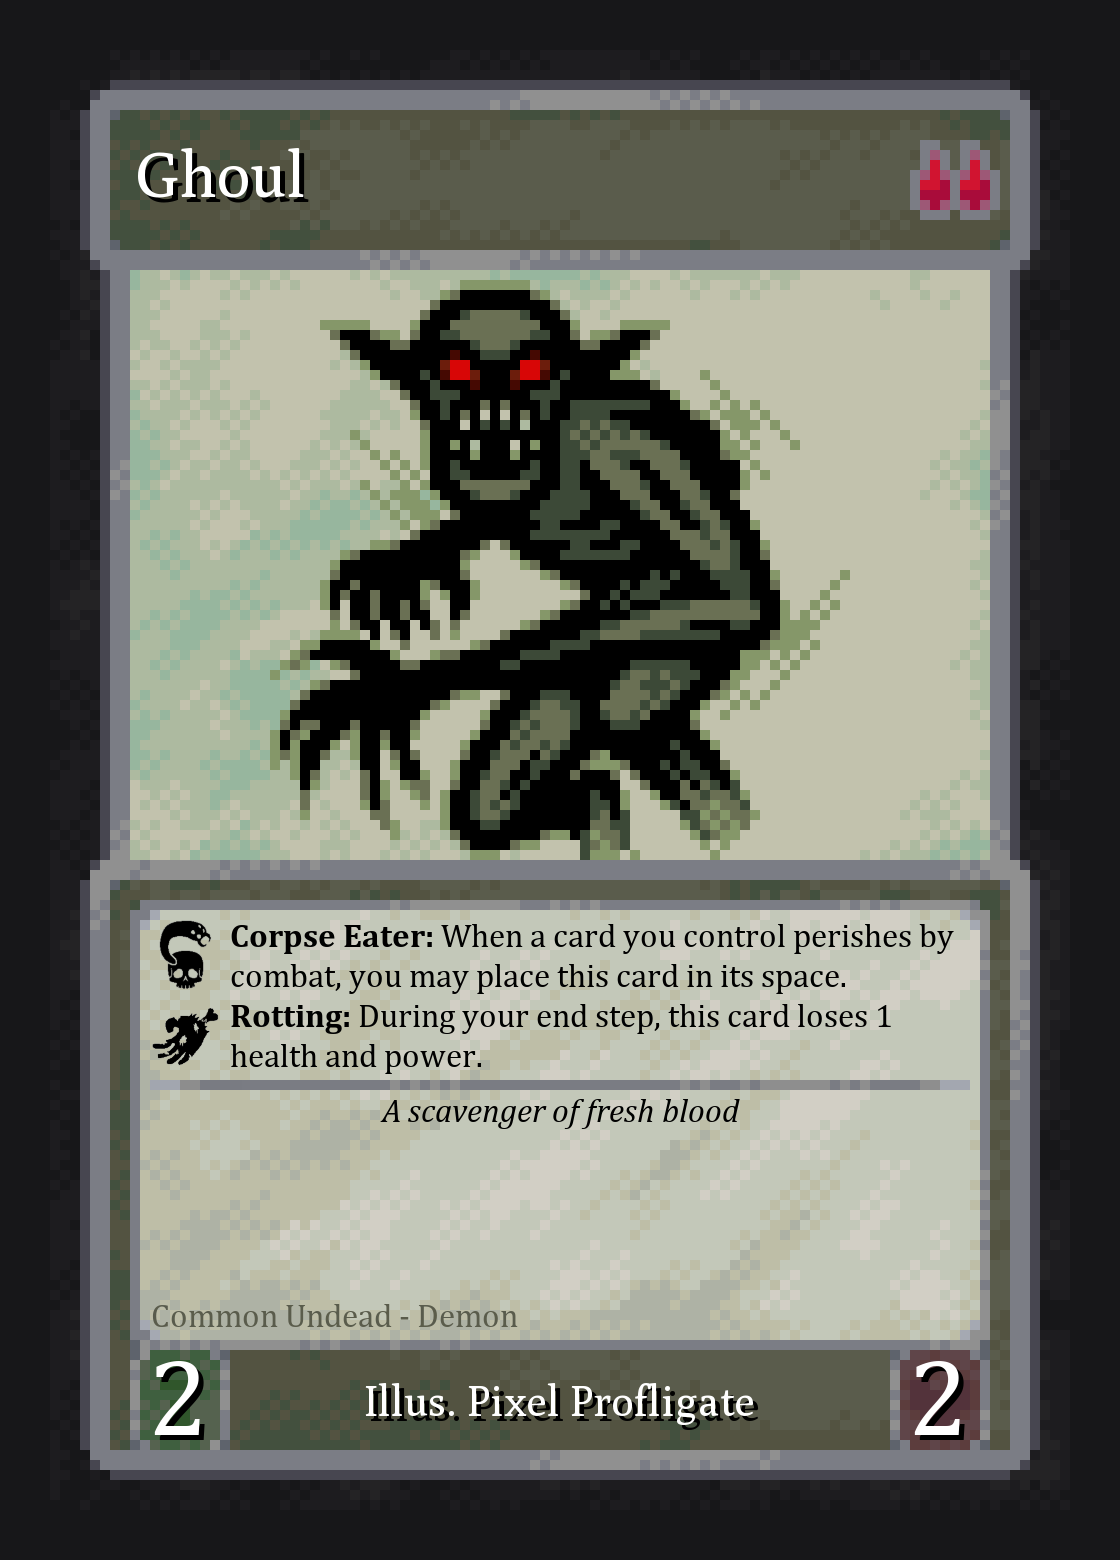 Ghoul
Corpse Eater: When a card you control perishes by
combat, you may place this card in its space.
Rotting: During your end step, this card loses 1
health and power.
A scavenger of fresh blood
Common Undead - Demon
2
Illus. Pixel Profligate
2